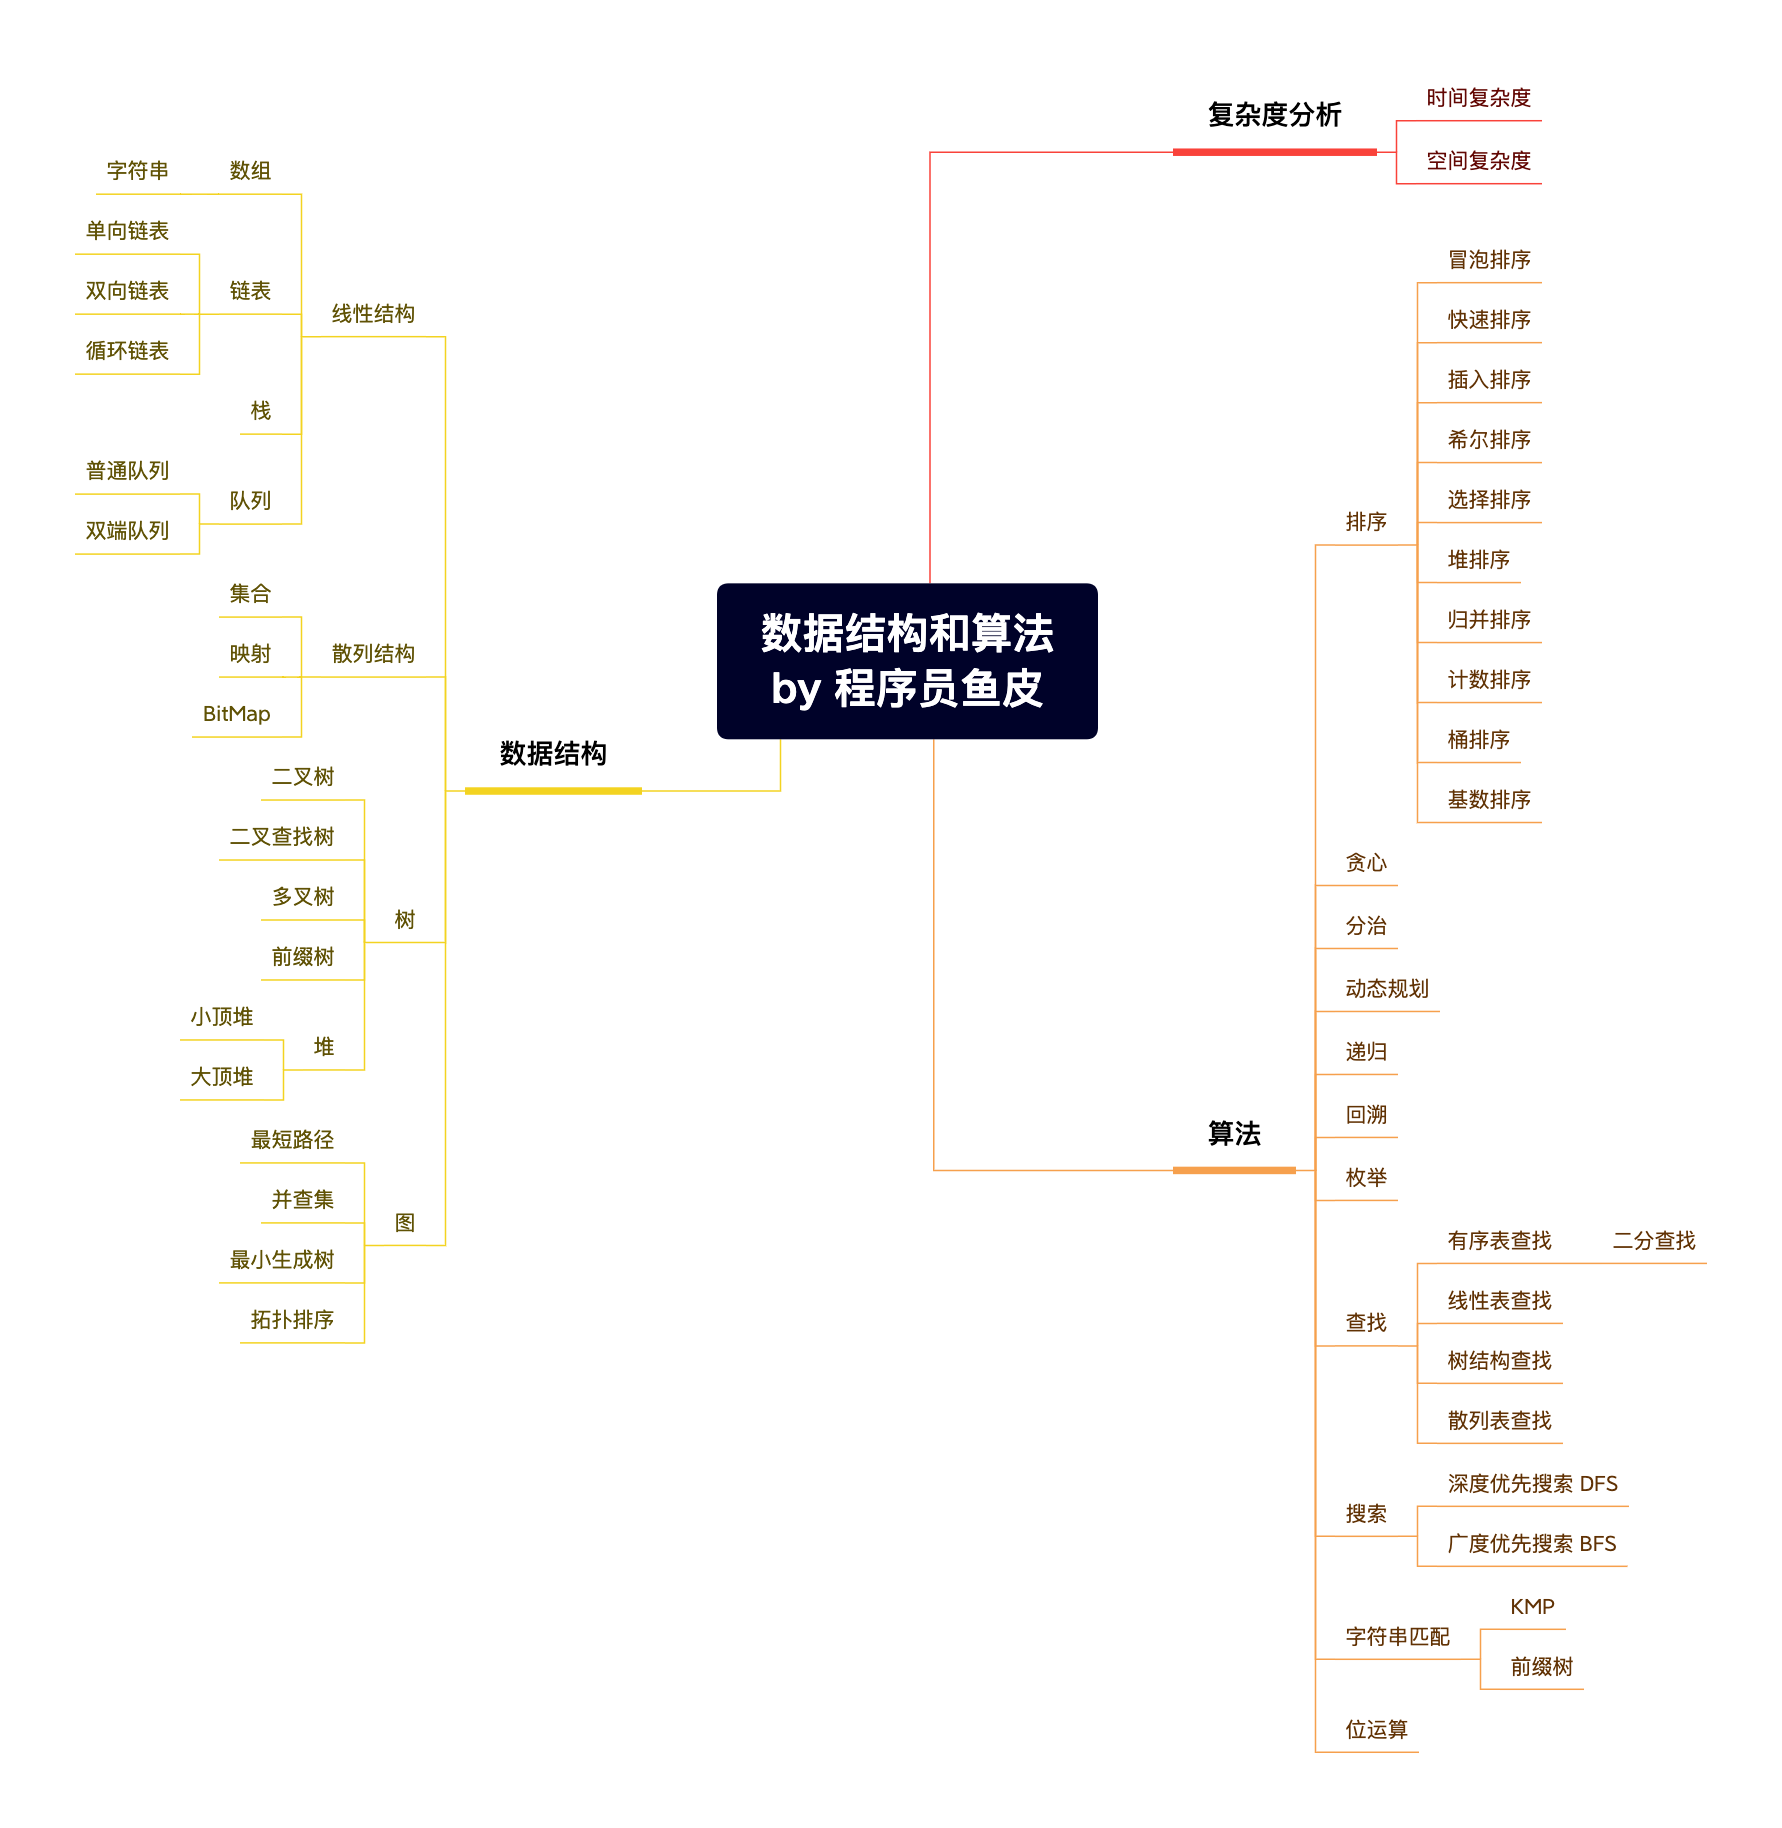 数据结构和算法
by 程序员鱼皮
复杂度分析
时间复杂度
空间复杂度
算法
排序
冒泡排序
快速排序
插入排序
希尔排序
选择排序
堆排序
归并排序
计数排序
桶排序
基数排序
贪心
分治
动态规划
递归
回溯
枚举
查找
有序表查找
二分查找
线性表查找
树结构查找
散列表查找
搜索
深度优先搜索 DFS
广度优先搜索 BFS
字符串匹配
KMP
前缀树
位运算
数据结构
线性结构
数组
字符串
链表
单向链表
双向链表
循环链表
栈
队列
普通队列
双端队列
散列结构
集合
映射
BitMap
树
二叉树
二叉查找树
多叉树
前缀树
堆
小顶堆
大顶堆
图
最短路径
并查集
最小生成树
拓扑排序